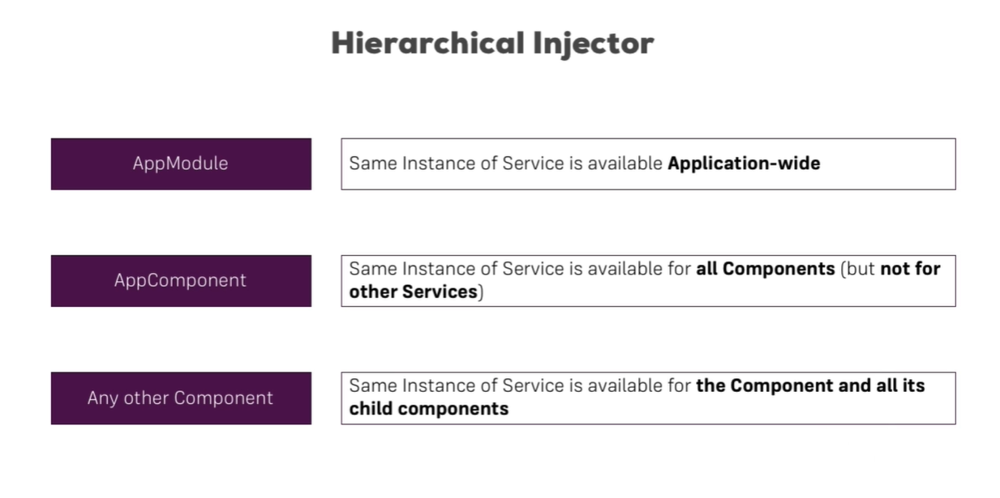 Hierarchical Injector
AppModule
Same Instance of Service is available Application-wide
AppComponent
Same Instance of Service is available for all Components (but not for
other Services)
Any other Component
Same Instance of Service is available for the Component and all its
child components